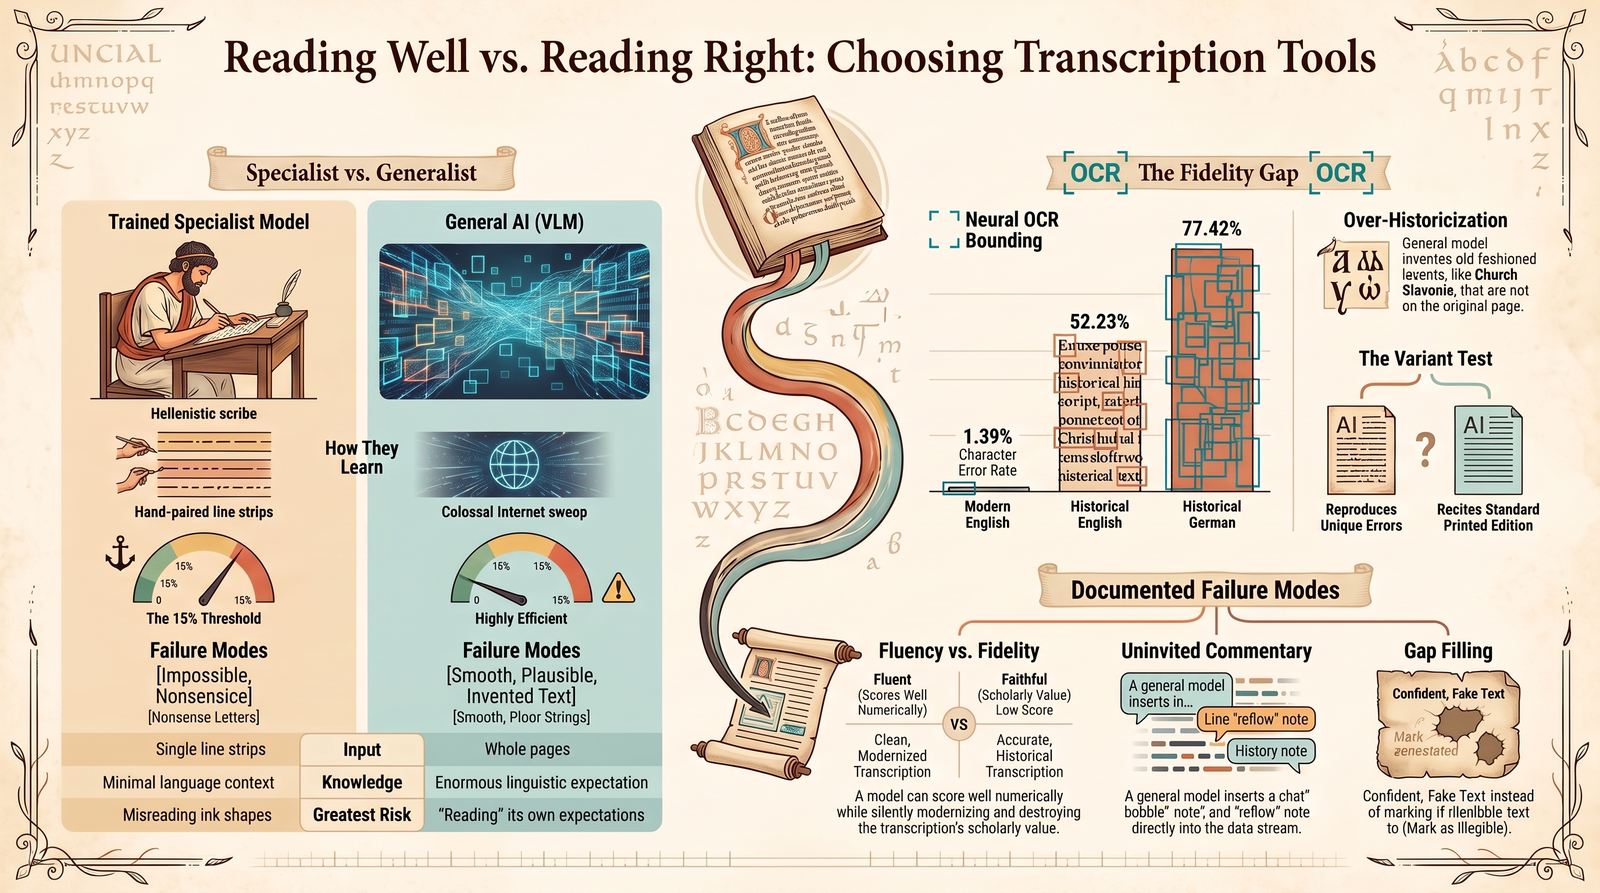 Reading Well vs. Reading Right: Choosing Transcription Tools
UNCIAL
Specialist vs. Generalist
Trained Specialist Model
General AI (VLM)
Hellenistic scribe
How They
Learn
Hand-paired line strips
Colossal Internet sweop
0
15%
15%
15%
The 15% Threshold
0
15%
15%
15%
Highly Efficient
Failure Modes
[Impossible,
Nonsensice]
[Nonsense Letters]
Failure Modes
[Smooth, Plausible,
Invented Text]
[Smooth, Ploor Strings]
Single line strips
Input
Whole pages
Minimal language context
Knowledge
Enormous linguistic expectation
Misreading ink shapes
Greatest Risk
"Reading" its own expectations
BCDEGH
JKLMNO
PRSTUV
WXYZ
OCR The Fidelity Gap OCR
Neural OCR
Bounding
1.39%
Character
Error Rate
52.23%
77.42%
historical
Modern
English
Historical
English
Historical
German
Over-Historicization
General model
inventes old feshioned
levents, like Church
Slavonie, that are not
on the original page.
The Variant Test
AI
?
AI
Reproduces
Unique Errors
Recites Standard
Printed Edition
Documented Failure Modes
Fluency vs. Fidelity
Fluent
(Scores Well
Numerically)
Faithful
(Scholarly Value)
Low Score
VS
Clean,
Modernized
Transcription
Accurate,
Historical
Transcription
A model can score well numerically
while silently modernizing and destroying
the transcription's scholarly value.
Uninvited Commentary
A general model
inserts in...
Line "reflow" note
History note
A general model inserts a chat"
bobble" note", and "reflow" note
directly into the data stream.
Gap Filling
Confident, Fake Text
Mark
zenestated
Confident, Fake Text instead
of marking if rllenlbble text
to (Mark as Illegible).